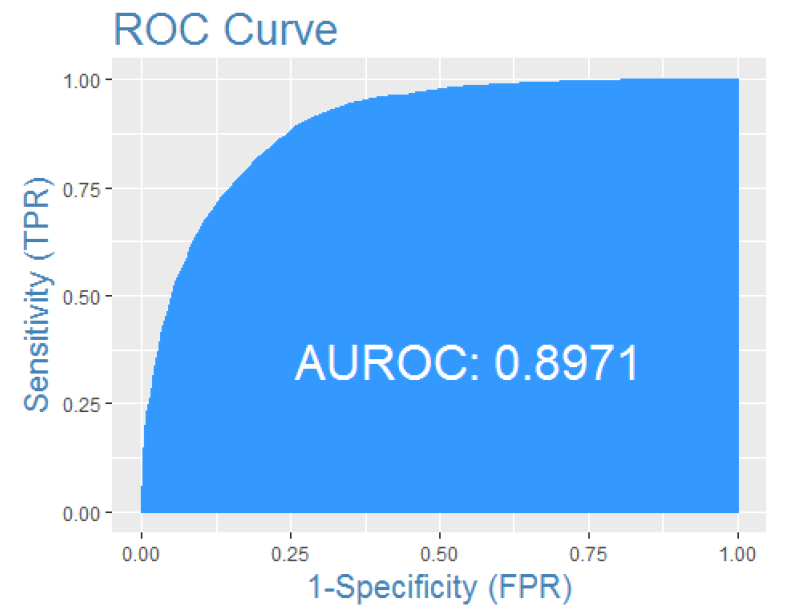 ROC Curve
1.00
0.75
0.50
0.25
0.00
Sensitivity (TPR)
AUROC: 0.8971
0.00 0.25 0.50 0.75 1.00
1-Specificity (FPR)